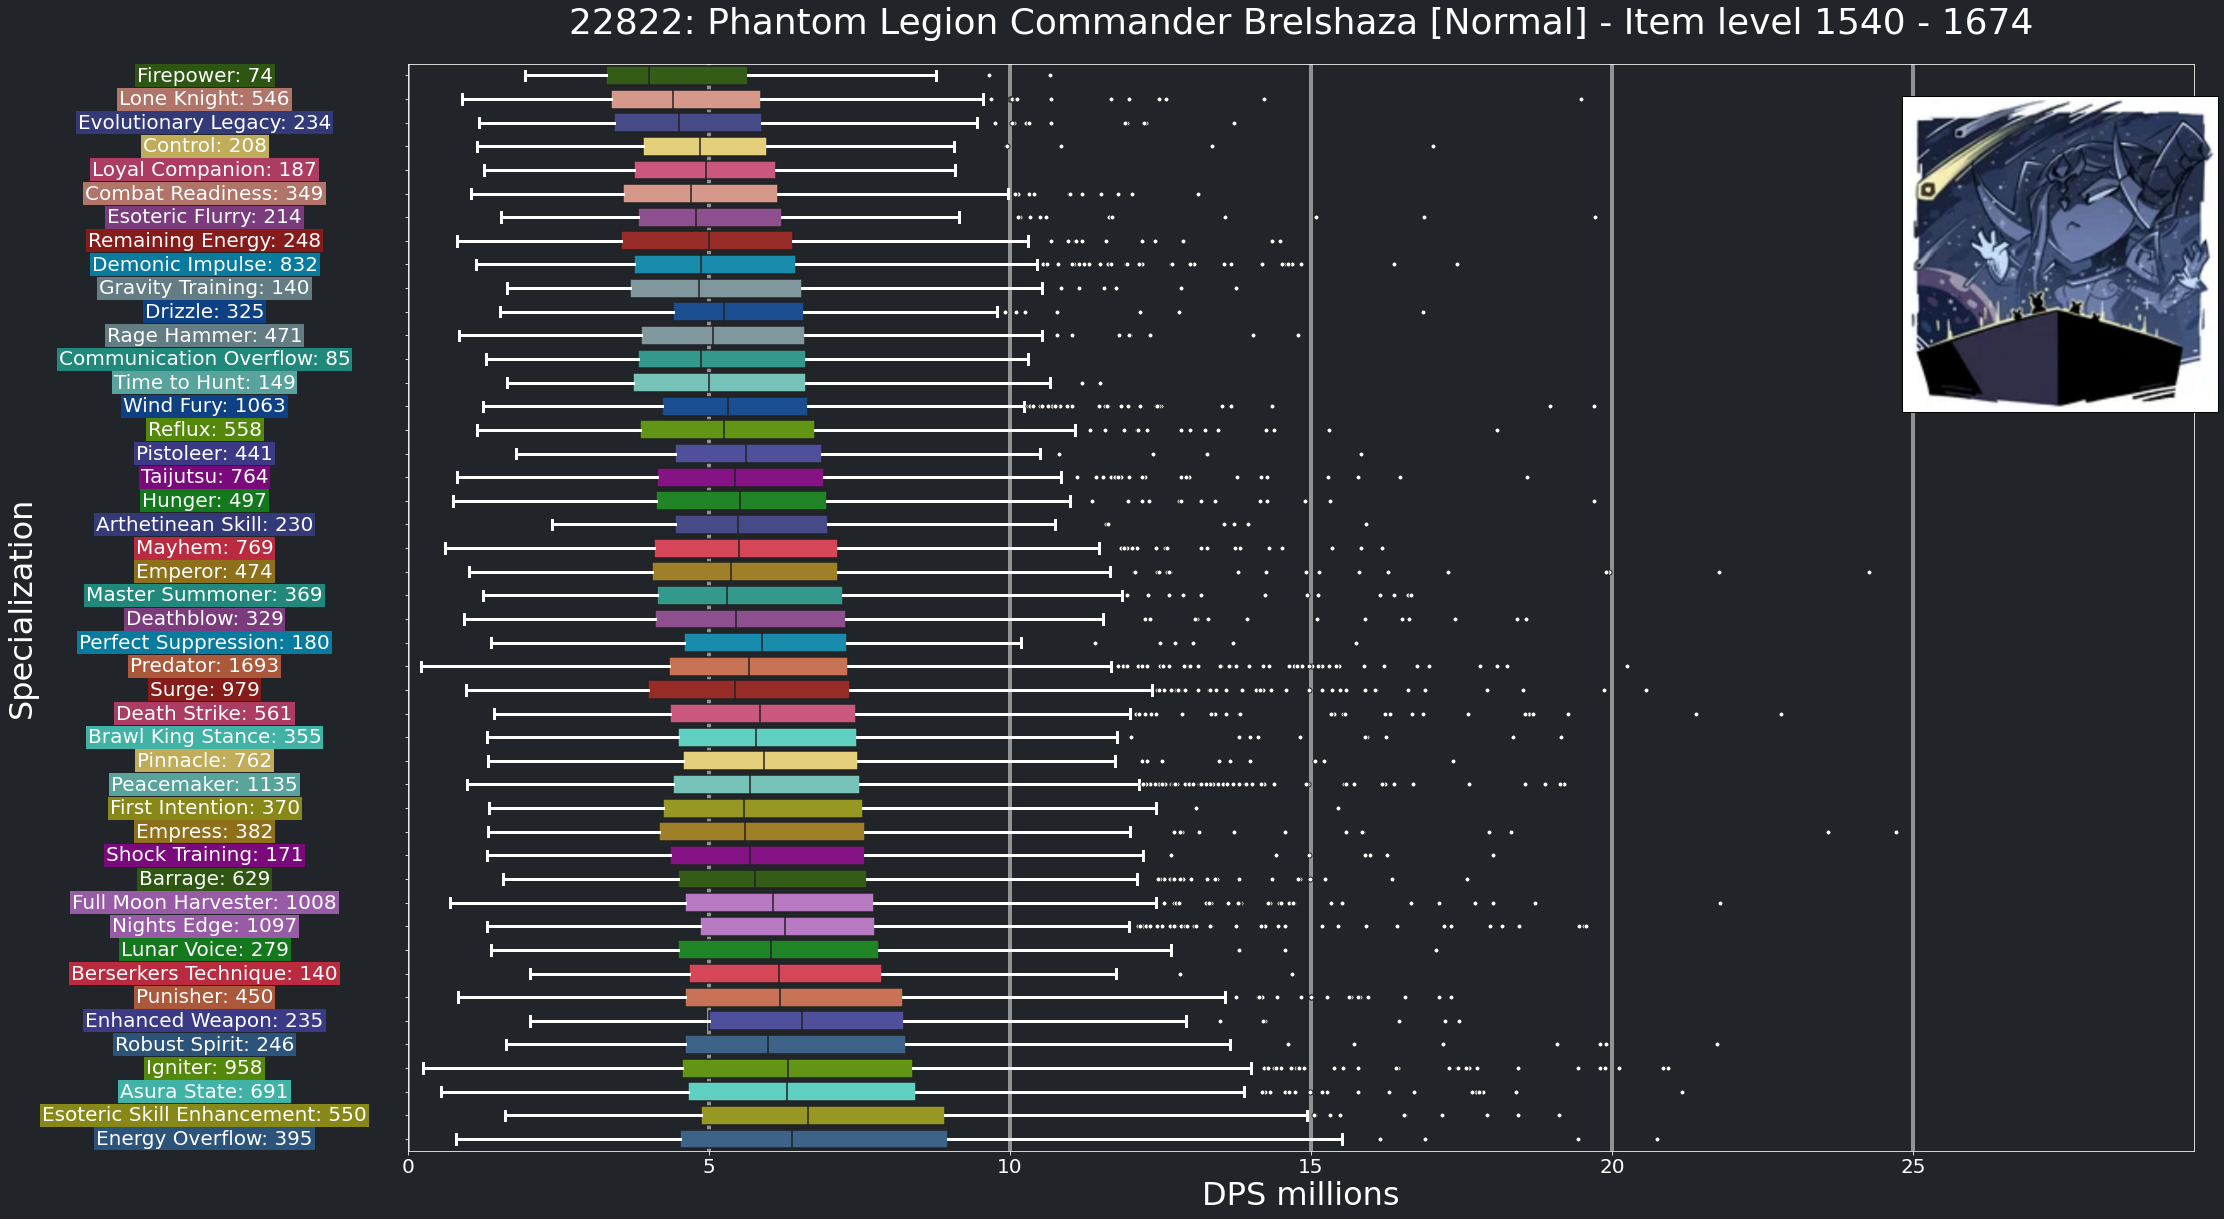 22822: Phantom Legion Commander Brelshaza [Normal] - Item level 1540 - 1674
Specialization
Firepower: 74
Lone Knight: 546
Evolutionary Legacy: 234
Control: 208
Loyal Companion: 187
Combat Readiness: 349
Esoteric Flurry: 214
Remaining Energy: 248
Demonic Impulse: 832
Gravity Training: 140
Drizzle: 325
Rage Hammer: 471
Communication Overflow: 85
Time to Hunt: 149
Wind Fury: 1063
Reflux: 558
Pistoleer: 441
Taijutsu: 764
Hunger: 497
Arthetinean Skill: 230
Mayhem: 769
Emperor: 474
Master Summoner: 369
Deathblow: 329
Perfect Suppression: 180
Predator: 1693
Surge: 979
Death Strike: 561
Brawl King Stance: 355
Pinnacle: 762
Peacemaker: 1135
First Intention: 370
Empress: 382
Shock Training: 171
Barrage: 629
Full Moon Harvester: 1008
Nights Edge: 1097
Lunar Voice: 279
Berserkers Technique: 140
Punisher: 450
Enhanced Weapon: 235
Robust Spirit: 246
Igniter: 958
Asura State: 691
Esoteric Skill Enhancement: 550
Energy Overflow: 395
0 5 10 15 20 25
DPS millions